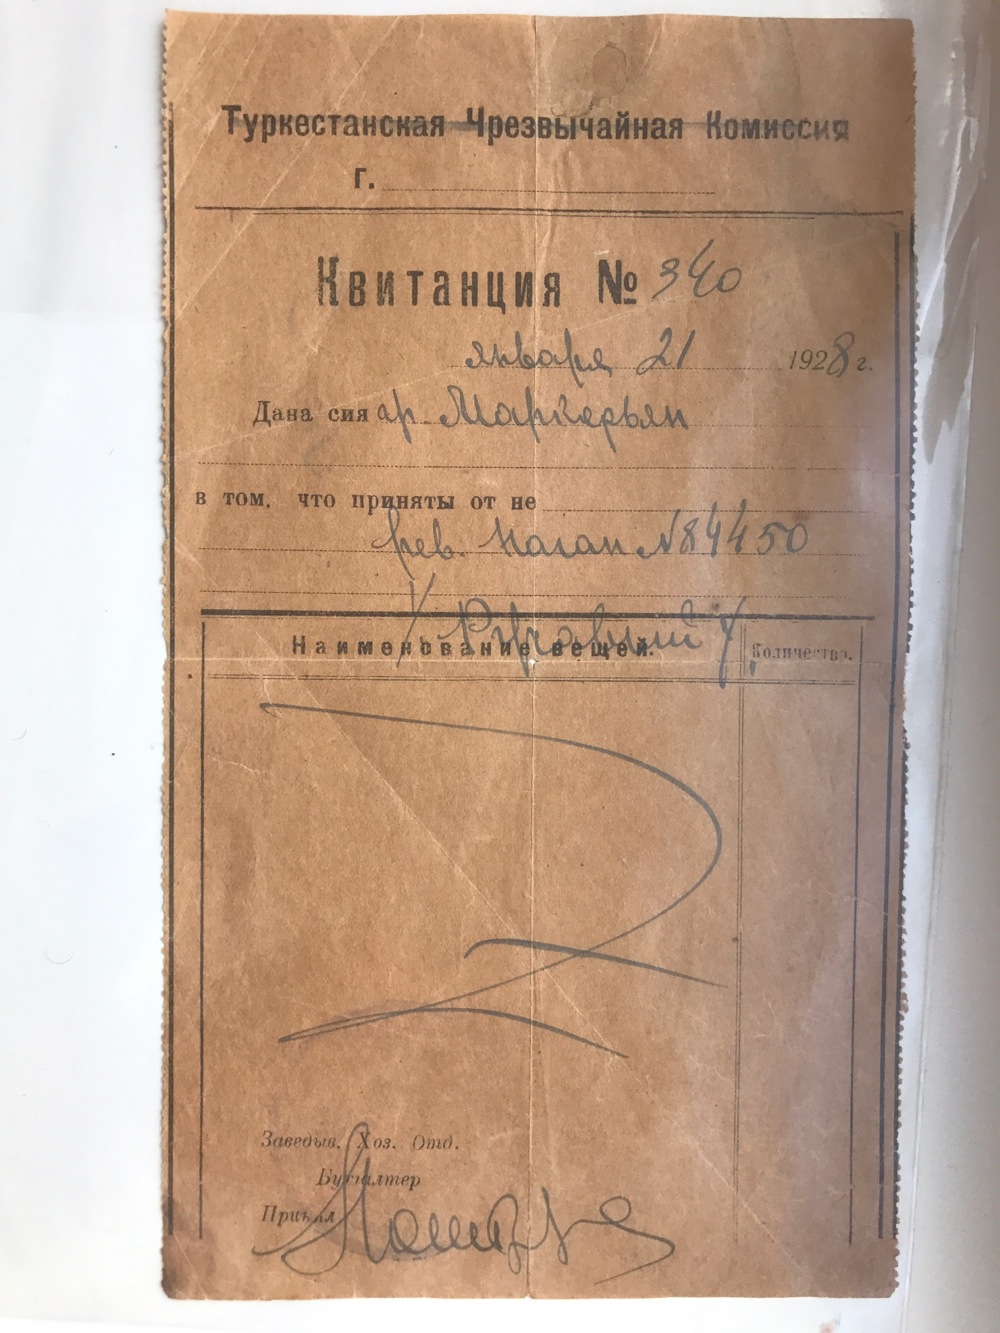 Туркестанская Чрезвычайная Комиссия
г.
Квитанция № 340
января 21 1928 г.
Дана сия гр. Маркерьян
в том, что приняты от не
рев. Наган №84450
Наименование вещей. Количество.
Заведыв. Хоз. Отд.
Бухгалтер
Принял